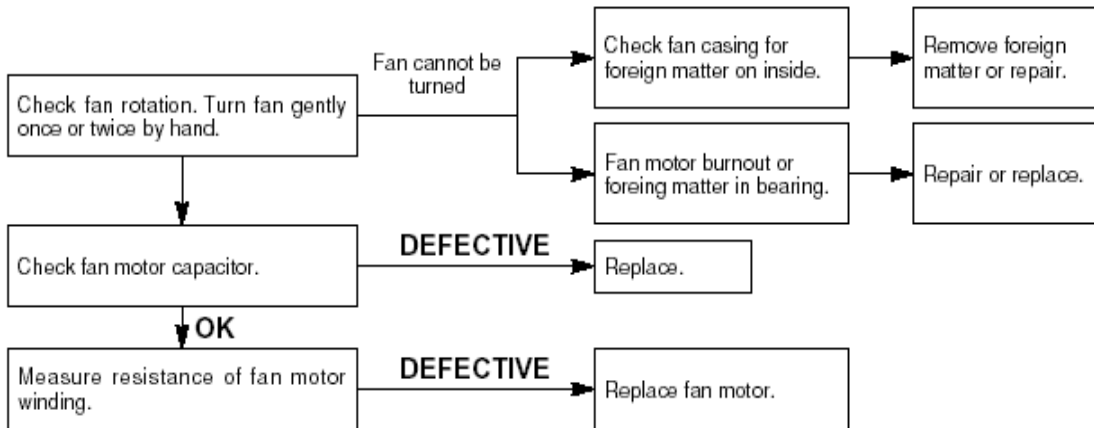 Check fan rotation. Turn fan gently
once or twice by hand.
Fan cannot be
turned
Check fan casing for
foreign matter on inside.
Remove foreign
matter or repair.
Fan motor burnout or
foreing matter in bearing.
Repair or replace.
Check fan motor capacitor.
DEFECTIVE
Replace.
OK
Measure resistance of fan motor
winding.
DEFECTIVE
Replace fan motor.